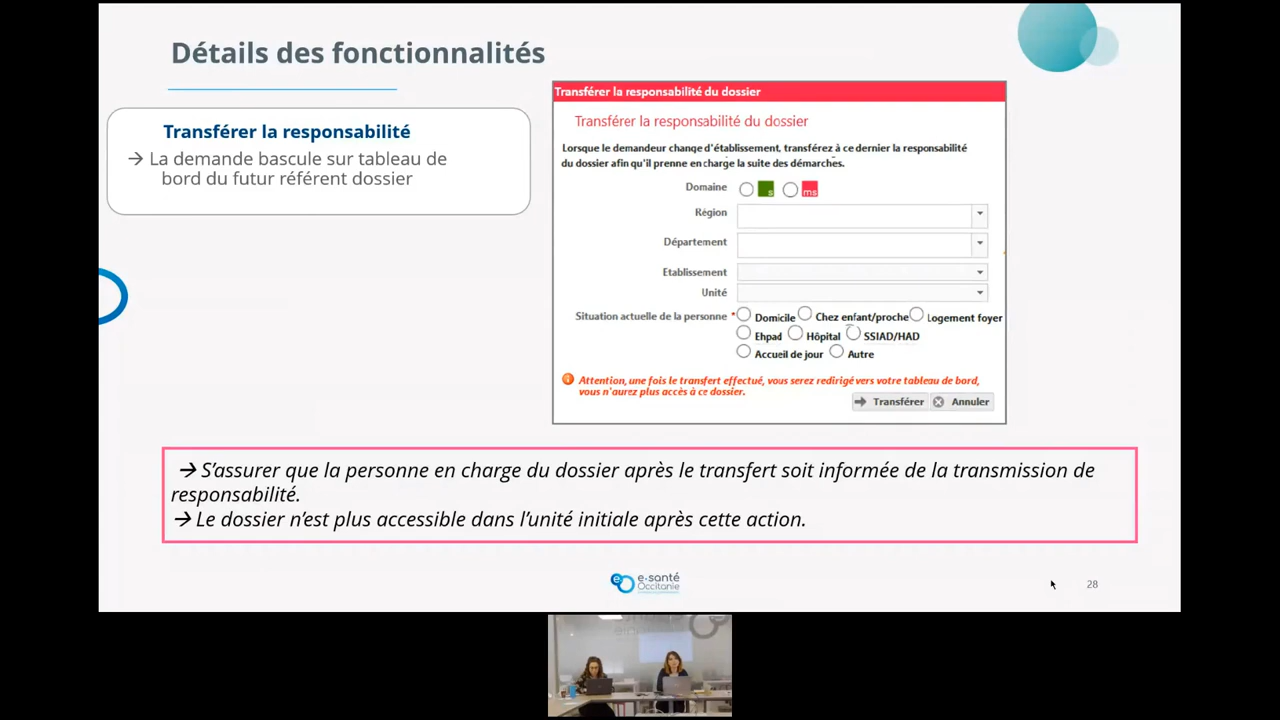 Détails des fonctionnalités
Transférer la responsabilité
→ La demande bascule sur tableau de
bord du futur référent dossier
Transférer la responsabilité du dossier
Transférer la responsabilité du dossier
Lorsque le demandeur change d'établissement, transférez à ce dernier la responsabilité
du dossier afin qu'il prenne en charge la suite des démarches.
Domaine s ms
Région
Département
Etablissement
Unité
Situation actuelle de la personne * Domicile Chez enfant/proche Logement foyer
Ehpad Hôpital SSIAD/HAD
Accueil de jour Autre
Attention, une fois le transfert effectué, vous serez redirigé vers votre tableau de bord,
vous n'aurez plus accès à ce dossier.
Transférer Annuler
→ S'assurer que la personne en charge du dossier après le transfert soit informée de la transmission de
responsabilité.
→ Le dossier n'est plus accessible dans l'unité initiale après cette action.
e-santé
Occitanie
28